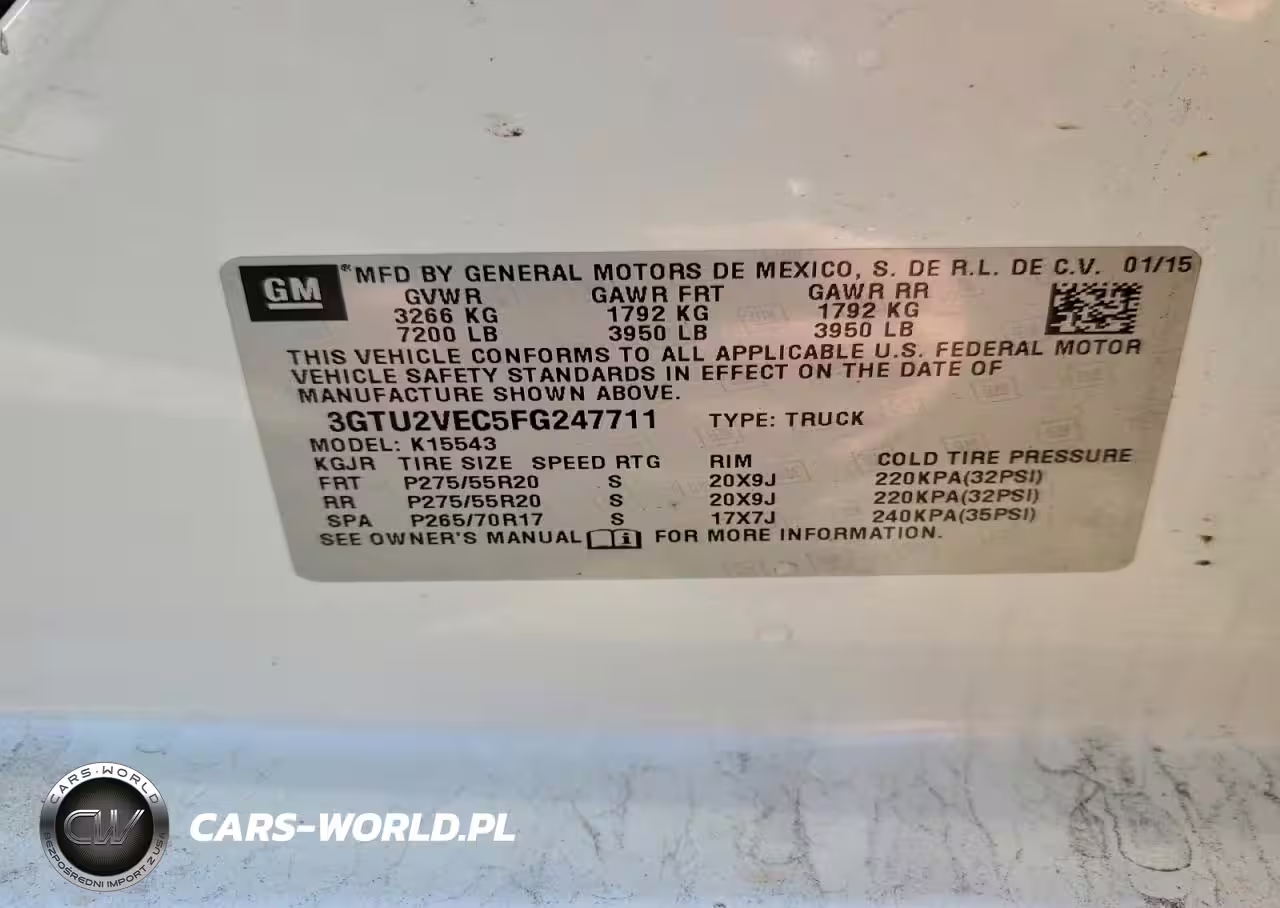 GM ® MFD BY GENERAL MOTORS DE MEXICO, S. DE R.L. DE C.V. 01/15
GVWR GAWR FRT GAWR RR
3266 KG 1792 KG 1792 KG
7200 LB 3950 LB 3950 LB
THIS VEHICLE CONFORMS TO ALL APPLICABLE U.S. FEDERAL MOTOR
VEHICLE SAFETY STANDARDS IN EFFECT ON THE DATE OF
MANUFACTURE SHOWN ABOVE.
3GTU2VEC5FG247711 TYPE: TRUCK
MODEL: K15543
KGJR TIRE SIZE SPEED RTG RIM COLD TIRE PRESSURE
FRT P275/55R20 S 20X9J 220KPA(32PSI)
RR P275/55R20 S 20X9J 220KPA(32PSI)
SPA P265/70R17 S 17X7J 240KPA(35PSI)
SEE OWNER'S MANUAL i FOR MORE INFORMATION.
CARS-WORLD
CW
BEZPOŚREDNI IMPORT Z USA
CARS-WORLD.PL